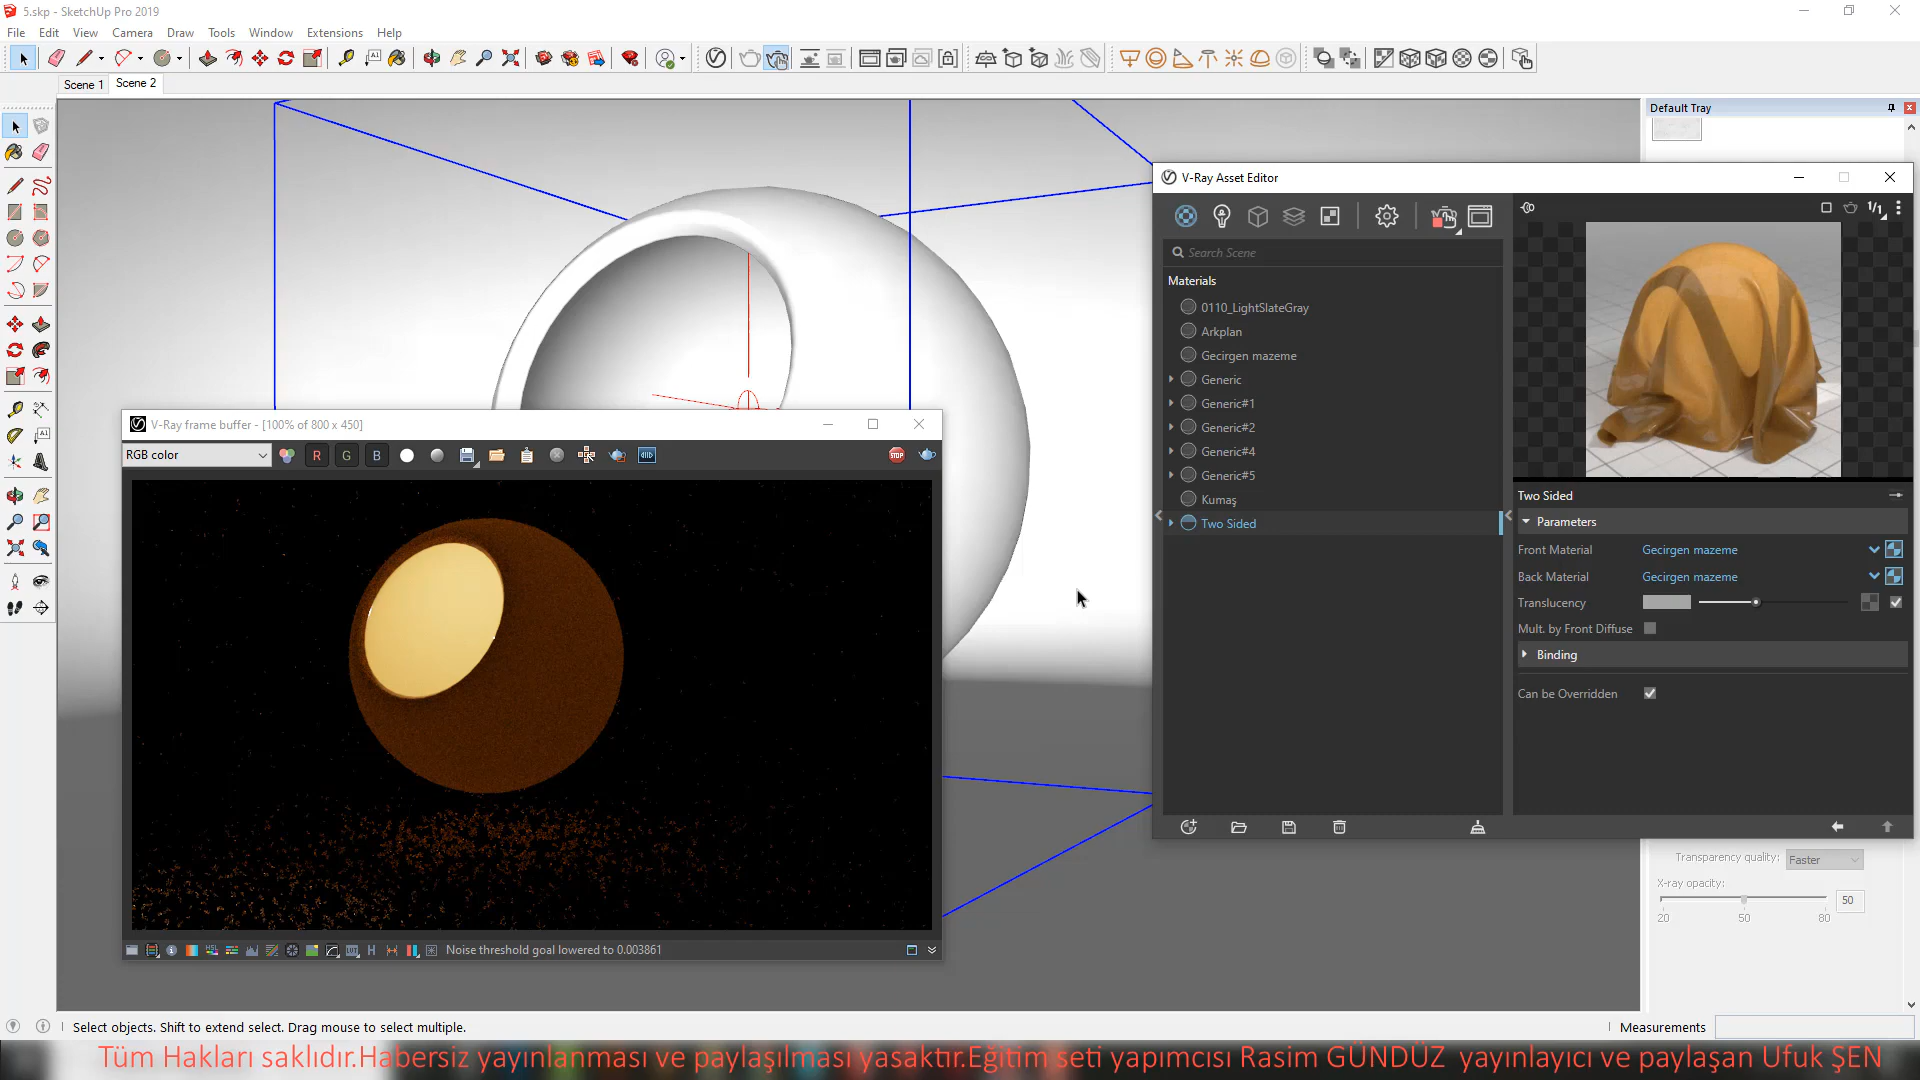 5.skp - SketchUp Pro 2019
File Edit View Camera Draw Tools Window Extensions Help
Scene 1 Scene 2
Default Tray
V-Ray Asset Editor
Search Scene
Materials
0110_LightSlateGray
Arkplan
Gecirgen mazeme
Generic
Generic#1
Generic#2
Generic#4
Generic#5
Kumaş
Two Sided
1/1
Two Sided
Parameters
Front Material Gecirgen mazeme
Back Material Gecirgen mazeme
Translucency
Mult. by Front Diffuse
Binding
Can be Overridden
V-Ray frame buffer - [100% of 800 x 450]
RGB color R G B STOP
Noise threshold goal lowered to 0.003861
Transparency quality: Faster
X-ray opacity:
50
20 50 80
Select objects. Shift to extend select. Drag mouse to select multiple.
Measurements
Tüm Hakları saklıdır.Habersiz yayınlanması ve paylaşılması yasaktır.Eğitim seti yapımcısı Rasim GÜNDÜZ yayınlayıcı ve paylaşan Ufuk ŞEN